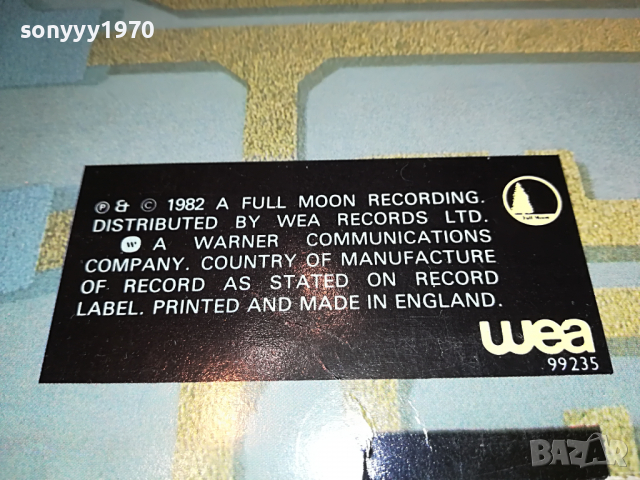 sonyyy1970
Ⓟ & © 1982 A FULL MOON RECORDING.
DISTRIBUTED BY WEA RECORDS LTD.
w A WARNER COMMUNICATIONS
COMPANY. COUNTRY OF MANUFACTURE
OF RECORD AS STATED ON RECORD
LABEL. PRINTED AND MADE IN ENGLAND.
Full Moon
wea
99235
BAZAR